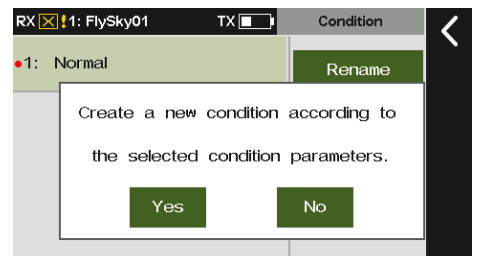 RX !1: FlySky01 TX Condition
1: Normal
Rename
Create a new condition according to
the selected condition parameters.
Yes No